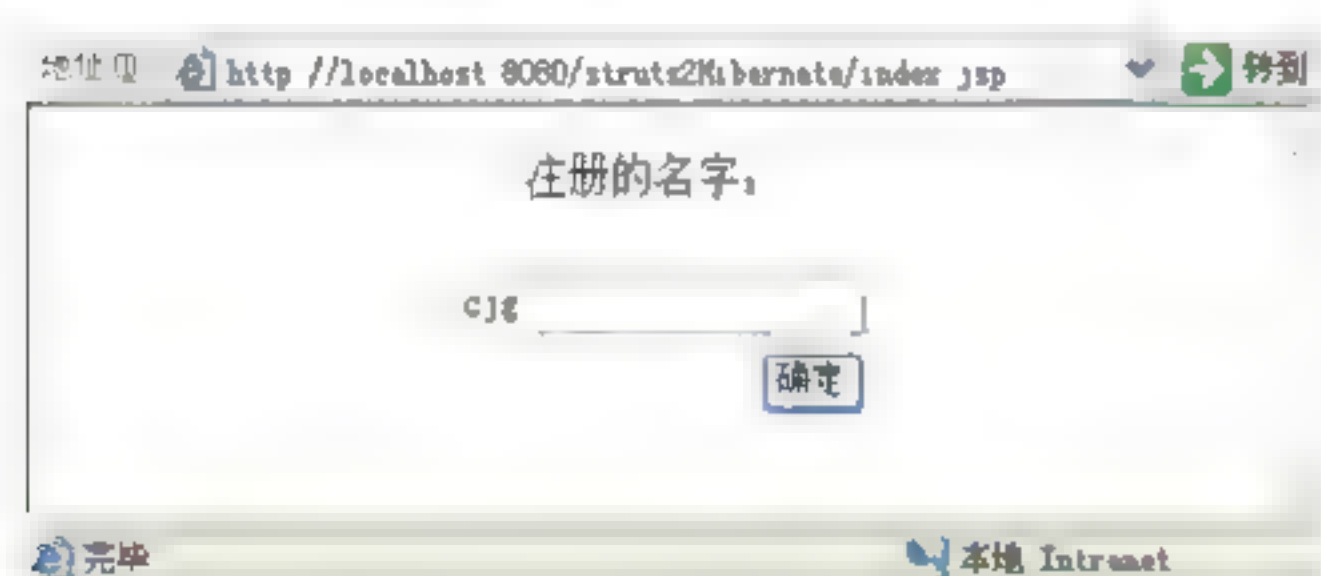 地址(D) http://localhost:8080/struts2Hibernate/index.jsp 转到
注册的名字:
cjg
确定
完毕 本地 Intranet